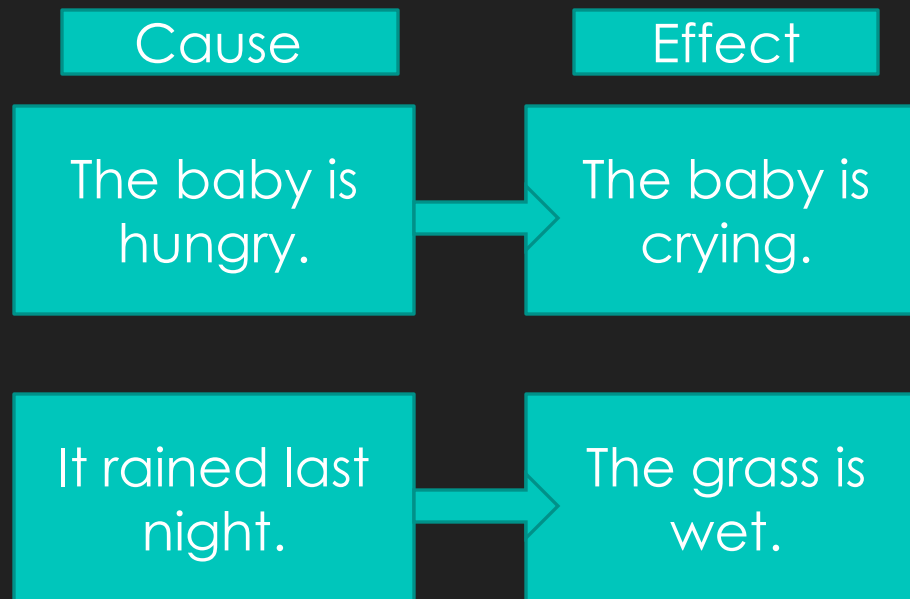 Cause
Effect
The baby is
hungry.
The baby is
crying.
It rained last
night.
The grass is
wet.